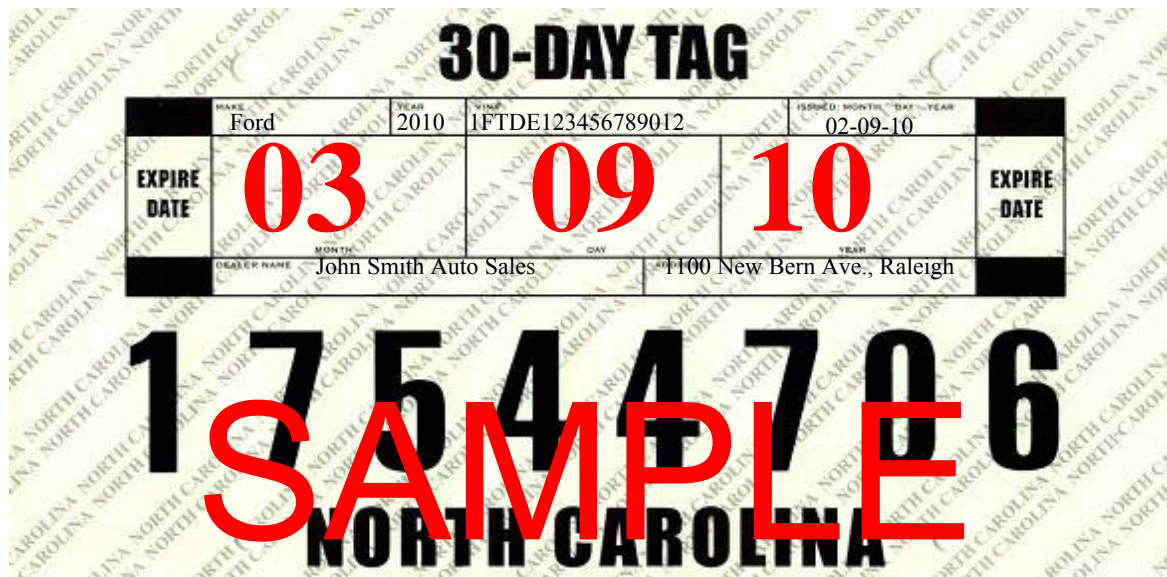 30-DAY TAG
MAKE YEAR VIN# ISSUED: MONTH DAY YEAR
Ford 2010 1FTDE123456789012 02-09-10
EXPIRE DATE 03 09 10 EXPIRE DATE
MONTH DAY YEAR
DEALER NAME John Smith Auto Sales 1100 New Bern Ave., Raleigh
17544706
SAMPLE
NORTH CAROLINA